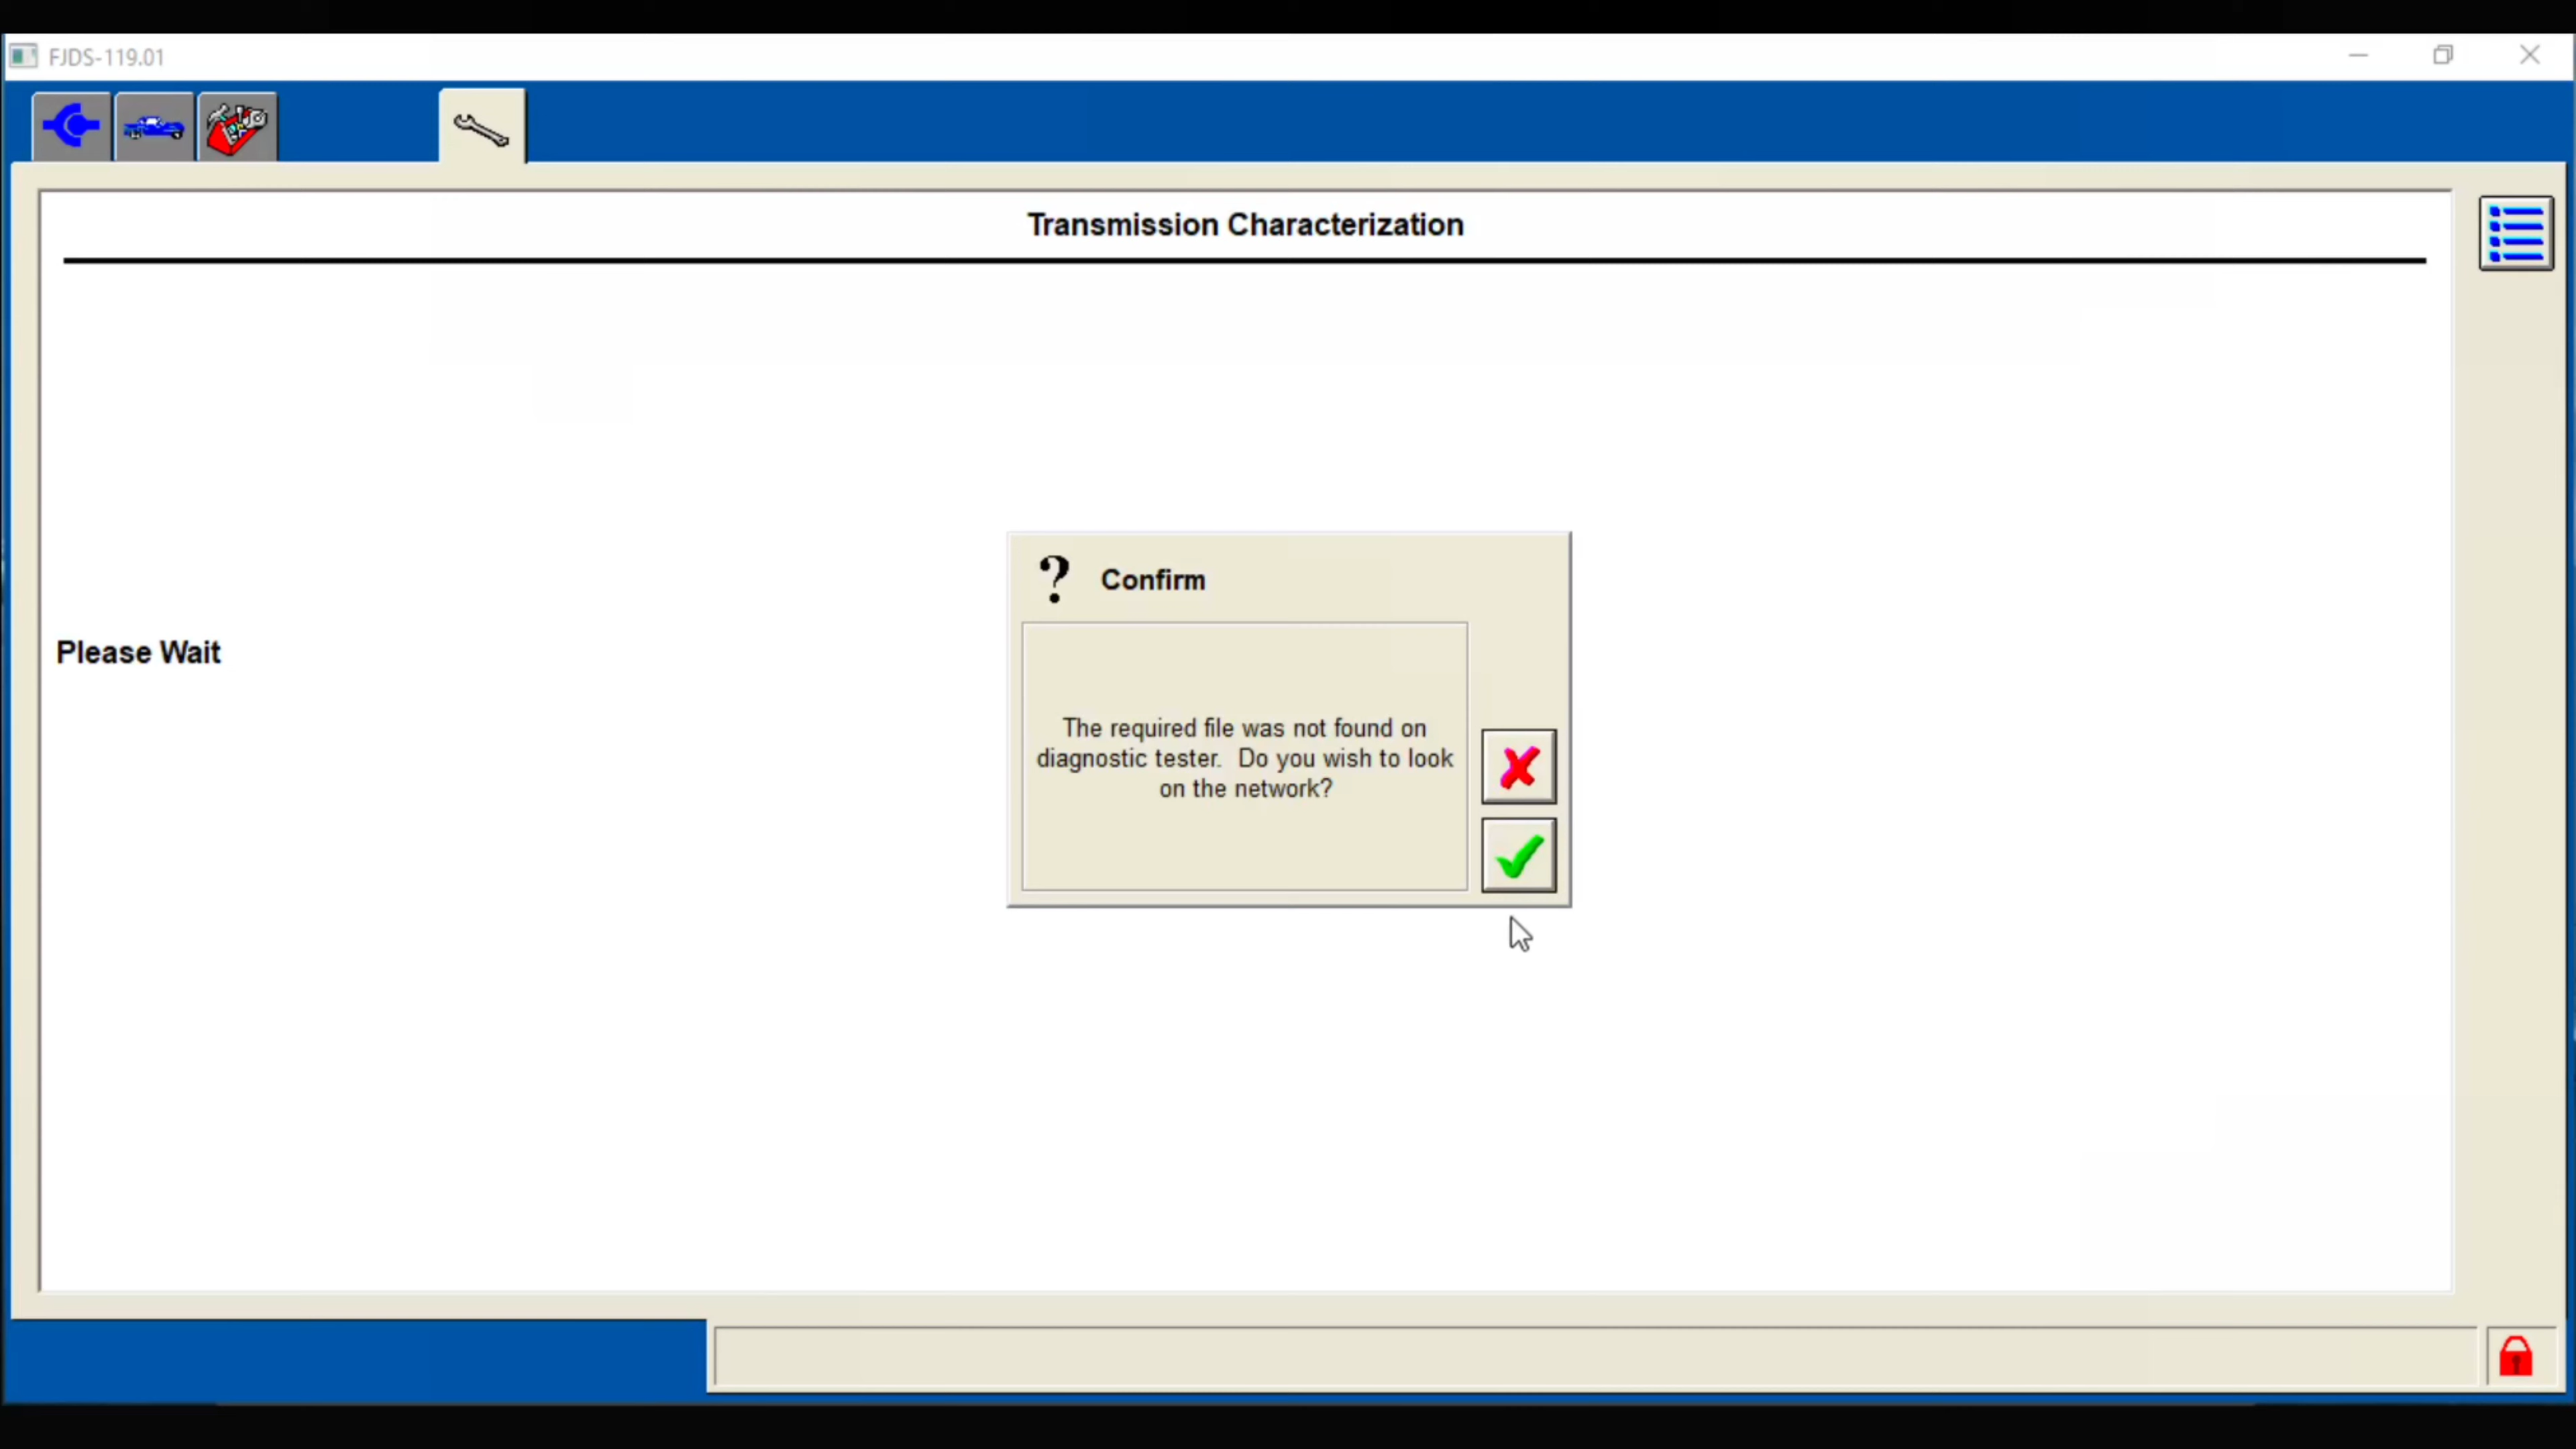 FJDS-119.01
Transmission Characterization
? Confirm
Please Wait
The required file was not found on
diagnostic tester.  Do you wish to look
on the network?